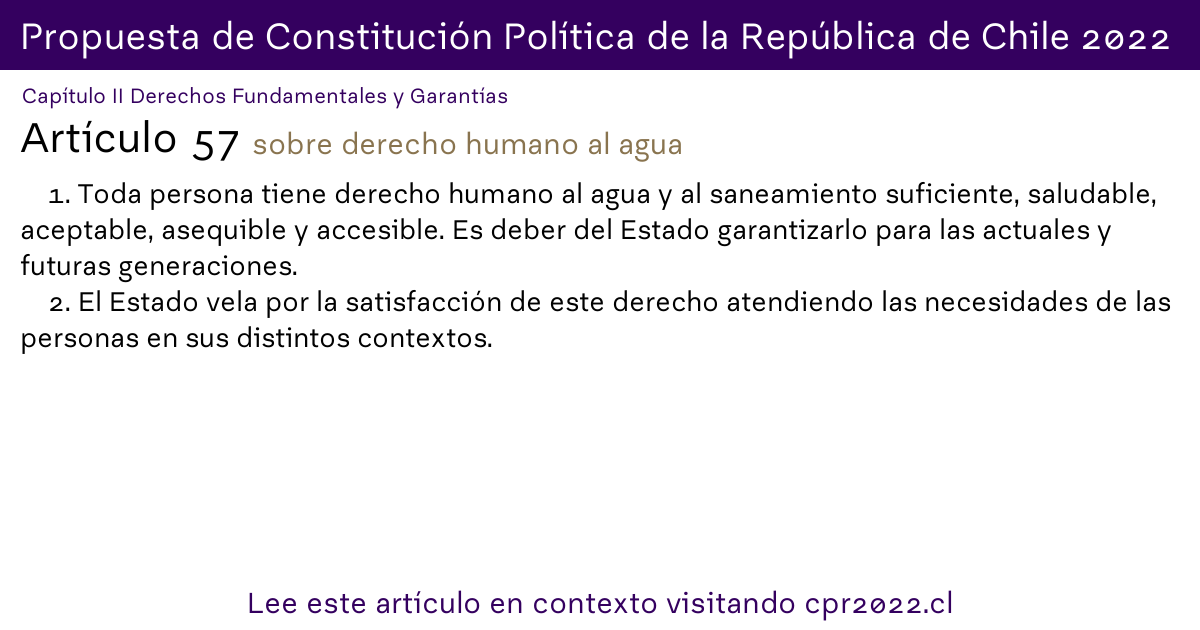 Propuesta de Constitución Política de la República de Chile 2022
Capítulo II Derechos Fundamentales y Garantías
Artículo 57 sobre derecho humano al agua
1. Toda persona tiene derecho humano al agua y al saneamiento suficiente, saludable,
aceptable, asequible y accesible. Es deber del Estado garantizarlo para las actuales y
futuras generaciones.
2. El Estado vela por la satisfacción de este derecho atendiendo las necesidades de las
personas en sus distintos contextos.
Lee este artículo en contexto visitando cpr2022.cl